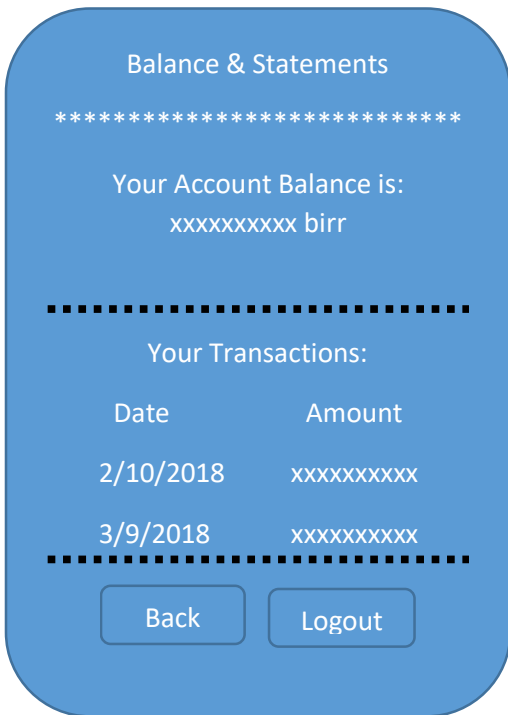 Balance & Statements
****************************
Your Account Balance is:
xxxxxxxxxx birr
Your Transactions:
Date Amount
2/10/2018 xxxxxxxxxx
3/9/2018 xxxxxxxxxx
Back Logout